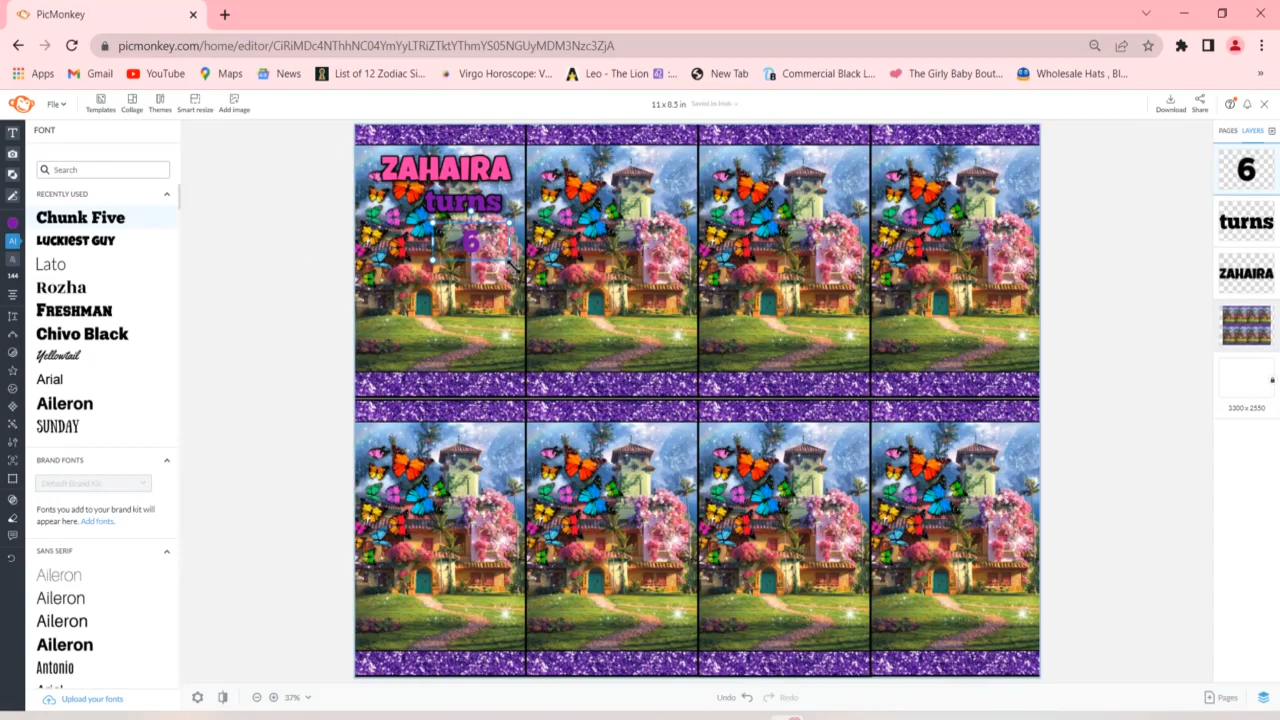 PicMonkey
picmonkey.com/home/editor/CiRiMDc4NThhNC04YmYyLTRiZTktYThmYS05NGUyMDM3Nzc3ZjA
Apps
Gmail
YouTube
Maps
News
List of 12 Zodiac Si...
Virgo Horoscope: V...
Leo - The Lion
New Tab
Commercial Black L...
The Girly Baby Bout...
Wholesale Hats , Bl...
»
File
Templates
Collage
Themes
Smart resize
Add image
11 x 8.5 in
Download
Share
FONT
PAGES
LAYERS
Search
RECENTLY USED
Chunk Five
LUCKIEST GUY
Lato
Rozha
FRESHMAN
Chivo Black
Yellowtail
Arial
Aileron
SUNDAY
144
BRAND FONTS
Default Brand Kit
Fonts you add to your brand kit will
appear here. Add fonts.
SANS SERIF
Aileron
Aileron
Aileron
Aileron
Antonio
Upload your fonts
ZAHAIRA
turns
6
6
turns
ZAHAIRA
3300 x 2550
37%
Undo
Redo
Pages